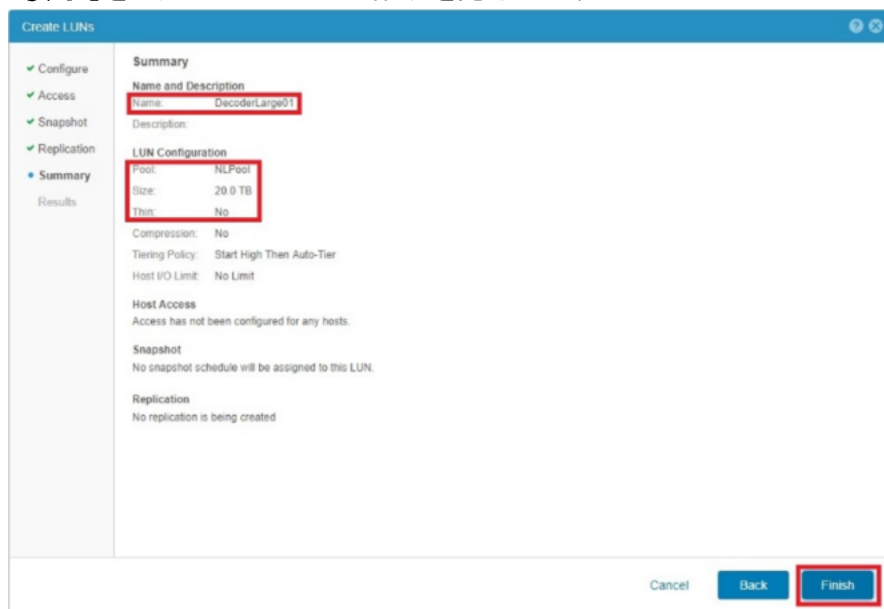 Create LUNs
Configure
Access
Snapshot
Replication
Summary
Results
Summary
Name and Description
Name: DecoderLarge01
Description:
LUN Configuration
Pool: NLPool
Size: 20.0 TB
Thin: No
Compression: No
Tiering Policy: Start High Then Auto-Tier
Host I/O Limit: No Limit
Host Access
Access has not been configured for any hosts.
Snapshot
No snapshot schedule will be assigned to this LUN.
Replication
No replication is being created
Cancel Back Finish